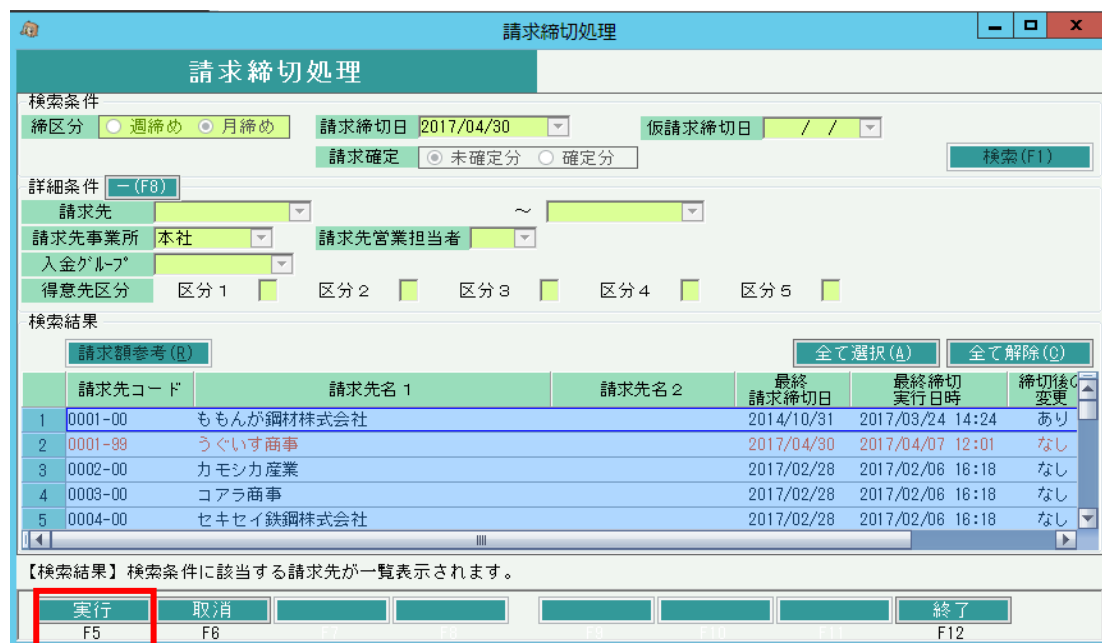 請求締切処理
請求締切処理
検索条件
締区分 週締め 月締め 請求締切日 2017/04/30 仮請求締切日 / /
請求確定 未確定分 確定分 検索(F1)
詳細条件 －(F8)
請求先 ～
請求先事業所 本社 請求先営業担当者
入金ｸﾞﾙｰﾌﾟ
得意先区分 区分1 区分2 区分3 区分4 区分5
検索結果
請求額参考(R) 全て選択(A) 全て解除(C)
請求先コード 請求先名1 請求先名2 最終請求締切日 最終締切実行日時 締切後の変更
1 0001-00 ももんが鋼材株式会社 2014/10/31 2017/03/24 14:24 あり
2 0001-99 うぐいす商事 2017/04/30 2017/04/07 12:01 なし
3 0002-00 カモシカ産業 2017/02/28 2017/02/06 16:18 なし
4 0003-00 コアラ商事 2017/02/28 2017/02/06 16:18 なし
5 0004-00 セキセイ鉄鋼株式会社 2017/02/28 2017/02/06 16:18 なし
【検索結果】検索条件に該当する請求先が一覧表示されます。
実行 取消 終了
F5 F6 F7 F8 F9 F10 F11 F12